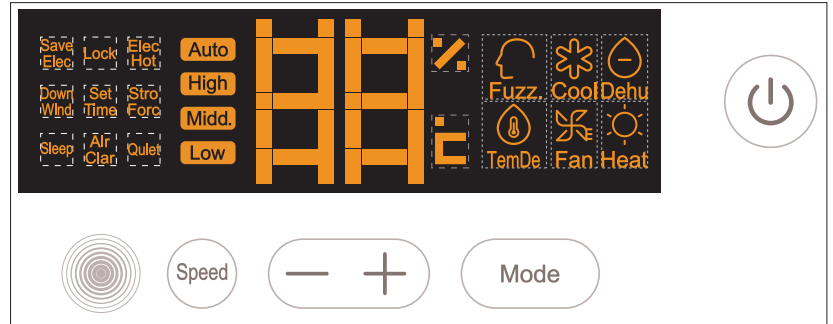 Save
Elec
Lock
Elec
Hot
Auto
High
Down
WInd
Set
Time
Stro
Forc
Midd.
Sleep
AIr
Clar
QuIet
Low
%
Fuzz.
Cool
Dehu
TemDe
Fan
Heat
Speed
− +
Mode